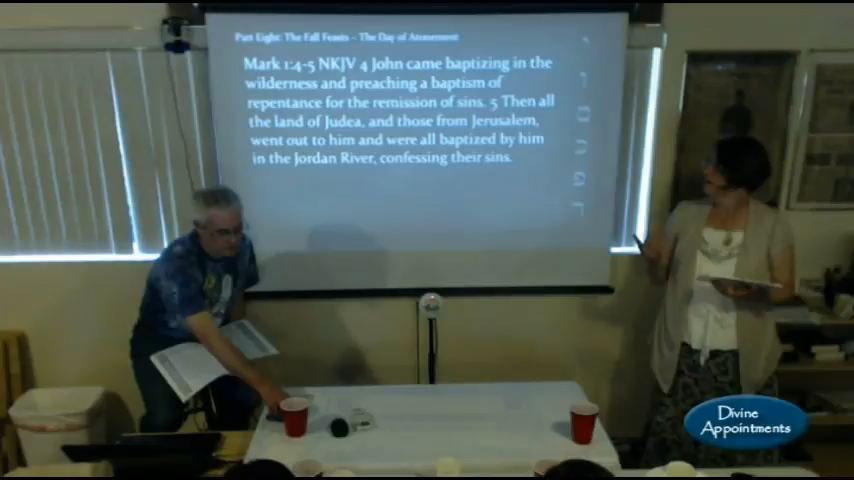 Part Eight: The Fall Feasts – The Day of Atonement
Mark 1:4-5 NKJV 4 John came baptizing in the
wilderness and preaching a baptism of
repentance for the remission of sins. 5 Then all
the land of Judea, and those from Jerusalem,
went out to him and were all baptized by him
in the Jordan River, confessing their sins.
Divine
Appointments